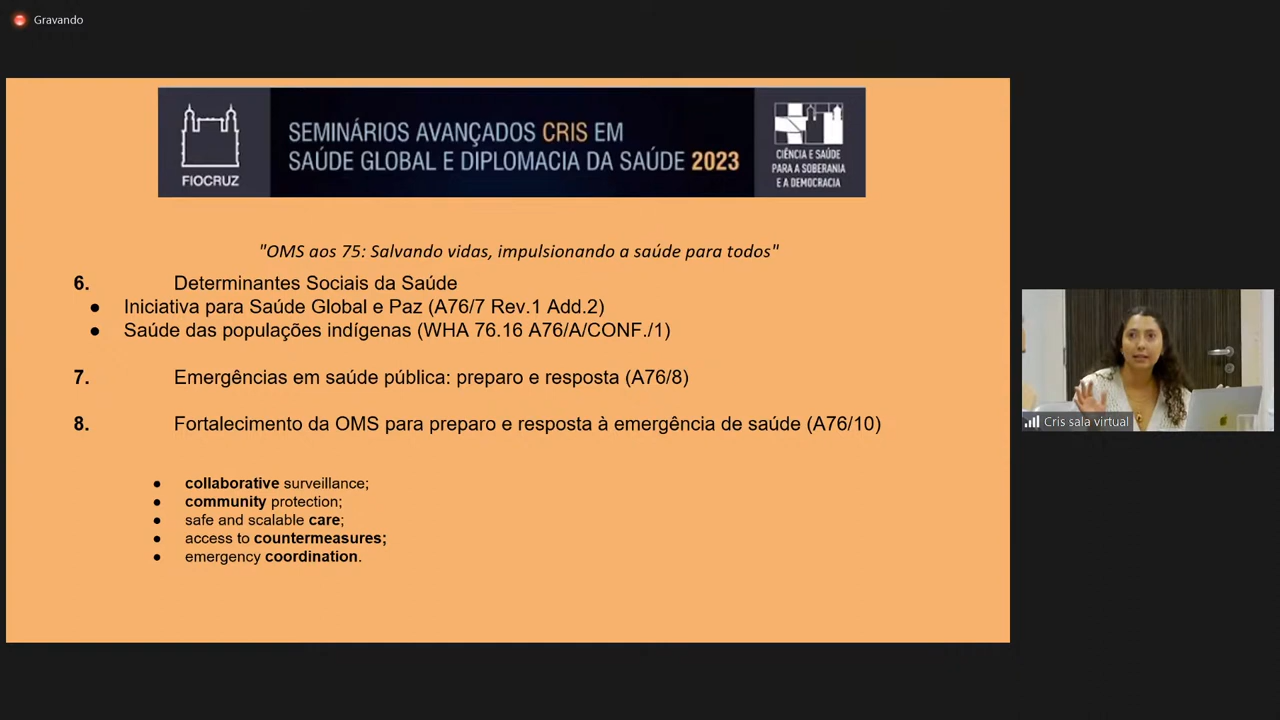 Gravando
FIOCRUZ
SEMINÁRIOS AVANÇADOS CRIS EM
SAÚDE GLOBAL E DIPLOMACIA DA SAÚDE 2023
CIÊNCIA E SAÚDE
PARA A SOBERANIA
E A DEMOCRACIA
"OMS aos 75: Salvando vidas, impulsionando a saúde para todos"
6. Determinantes Sociais da Saúde
● Iniciativa para Saúde Global e Paz (A76/7 Rev.1 Add.2)
● Saúde das populações indígenas (WHA 76.16 A76/A/CONF./1)
7. Emergências em saúde pública: preparo e resposta (A76/8)
8. Fortalecimento da OMS para preparo e resposta à emergência de saúde (A76/10)
● collaborative surveillance;
● community protection;
● safe and scalable care;
● access to countermeasures;
● emergency coordination.
Cris sala virtual